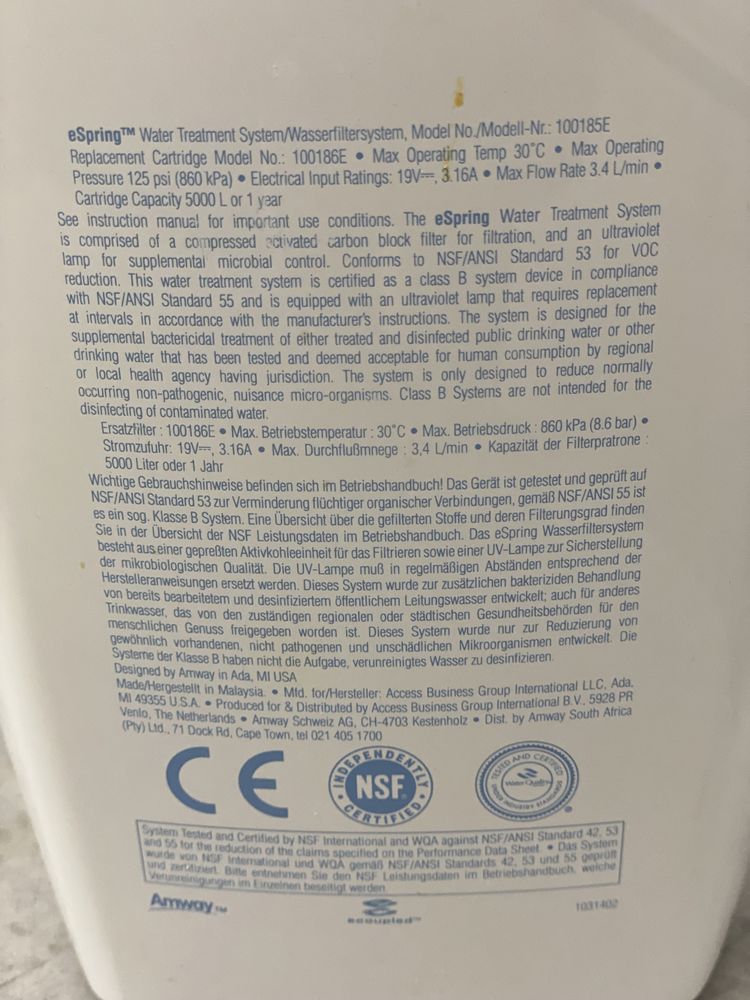 eSpring™ Water Treatment System/Wasserfiltersystem, Model No./Modell-Nr.: 100185E
Replacement Cartridge Model No.: 100186E • Max Operating Temp 30˚C • Max Operating
Pressure 125 psi (860 kPa) • Electrical Input Ratings: 19V⎓, 3.16A • Max Flow Rate 3.4 L/min •
Cartridge Capacity 5000 L or 1 year
See instruction manual for important use conditions. The eSpring Water Treatment System
is comprised of a compressed activated carbon block filter for filtration, and an ultraviolet
lamp for supplemental microbial control. Conforms to NSF/ANSI Standard 53 for VOC
reduction. This water treatment system is certified as a class B system device in compliance
with NSF/ANSI Standard 55 and is equipped with an ultraviolet lamp that requires replacement
at intervals in accordance with the manufacturer's instructions. The system is designed for the
supplemental bactericidal treatment of either treated and disinfected public drinking water or other
drinking water that has been tested and deemed acceptable for human consumption by regional
or local health agency having jurisdiction. The system is only designed to reduce normally
occurring non-pathogenic, nuisance micro-organisms. Class B Systems are not intended for the
disinfecting of contaminated water.
Ersatzfilter : 100186E • Max. Betriebstemperatur : 30˚C • Max. Betriebsdruck : 860 kPa (8.6 bar) •
Stromzufuhr: 19V⎓, 3.16A • Max. Durchflußmnege : 3,4 L/min • Kapazität der Filterpatrone :
5000 Liter oder 1 Jahr
Wichtige Gebrauchshinweise befinden sich im Betriebshandbuch! Das Gerät ist getestet und geprüft auf
NSF/ANSI Standard 53 zur Verminderung flüchtiger organischer Verbindungen, gemäß NSF/ANSI 55 ist
es ein sog. Klasse B System. Eine Übersicht über die gefilterten Stoffe und deren Filterungsgrad finden
Sie in der Übersicht der NSF Leistungsdaten im Betriebshandbuch. Das eSpring Wasserfiltersystem
besteht aus einer gepreßten Aktivkohleeinheit für das Filtrieren sowie einer UV-Lampe zur Sicherstellung
der mikrobiologischen Qualität. Die UV-Lampe muß in regelmäßigen Abständen entsprechend der
Herstelleranweisungen ersetzt werden. Dieses System wurde zur zusätzlichen bakteriziden Behandlung
von bereits bearbeitetem und desinfiziertem öffentlichem Leitungswasser entwickelt; auch für anderes
Trinkwasser, das von den zuständigen regionalen oder städtischen Gesundheitsbehörden für den
menschlichen Genuss freigegeben worden ist. Dieses System wurde nur zur Reduzierung von
gewöhnlich vorhandenen, nicht pathogenen und unschädlichen Mikroorganismen entwickelt. Die
Systeme der Klasse B haben nicht die Aufgabe, verunreinigtes Wasser zu desinfizieren.
Designed by Amway in Ada, MI USA
Made/Hergestellt in Malaysia. • Mfd. for/Hersteller: Access Business Group International LLC, Ada,
MI 49355 U.S.A. • Produced for & Distributed by Access Business Group International B.V., 5928 PR
Venlo, The Netherlands • Amway Schweiz AG, CH-4703 Kestenholz • Dist. by Amway South Africa
(Pty) Ltd., 71 Dock Rd, Cape Town, tel 021 405 1700
CE
INDEPENDENTLY
NSF
CERTIFIED
TESTED AND CERTIFIED
Water Quality
UNDER INDUSTRY STANDARDS
System Tested and Certified by NSF International and WQA against NSF/ANSI Standard 42, 53
and 55 for the reduction of the claims specified on the Performance Data Sheet. • Das System
wurde von NSF International und WQA gemäß NSF/ANSI Standards 42, 53 und 55 geprüft
und zertifiziert. Bitte entnehmen Sie den NSF Leistungsdaten im Betriebshandbuch, welche
Verunreinigungen im Einzelnen beseitigt werden.
Amway™
ecoupled™
1031402